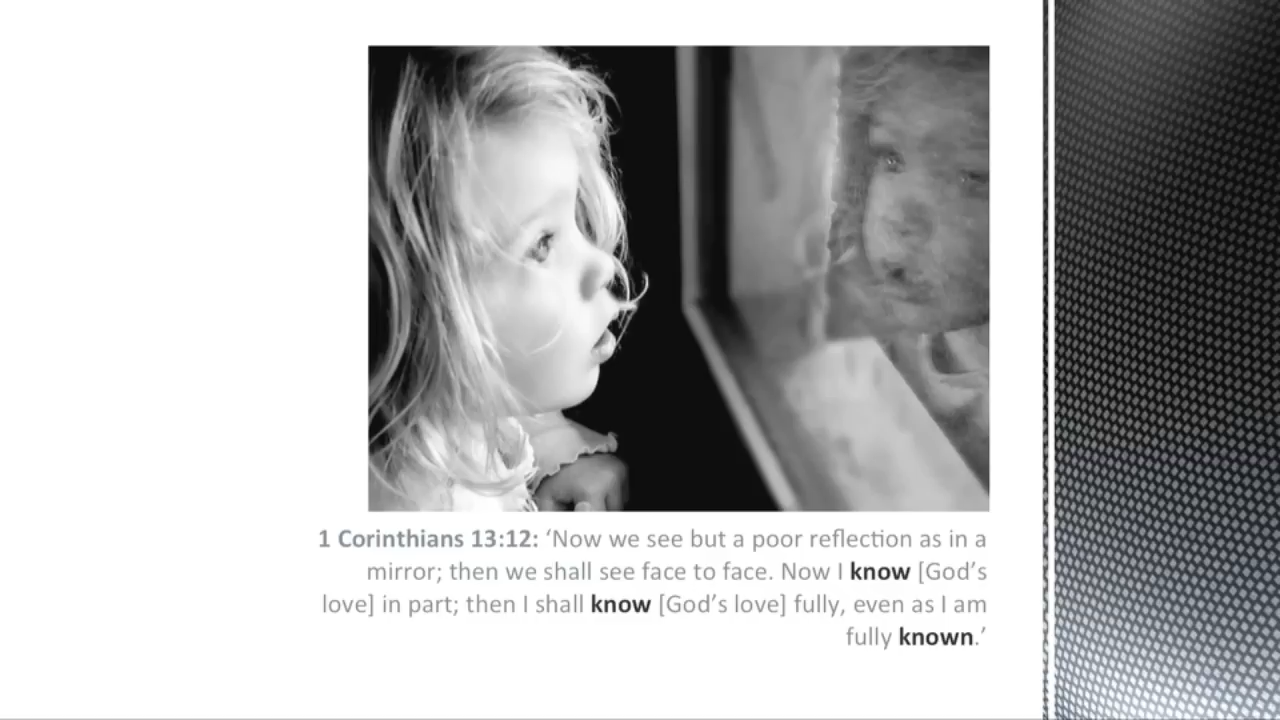 1 Corinthians 13:12: ‘Now we see but a poor reflection as in a
mirror; then we shall see face to face. Now I know [God’s
love] in part; then I shall know [God’s love] fully, even as I am
fully known.’